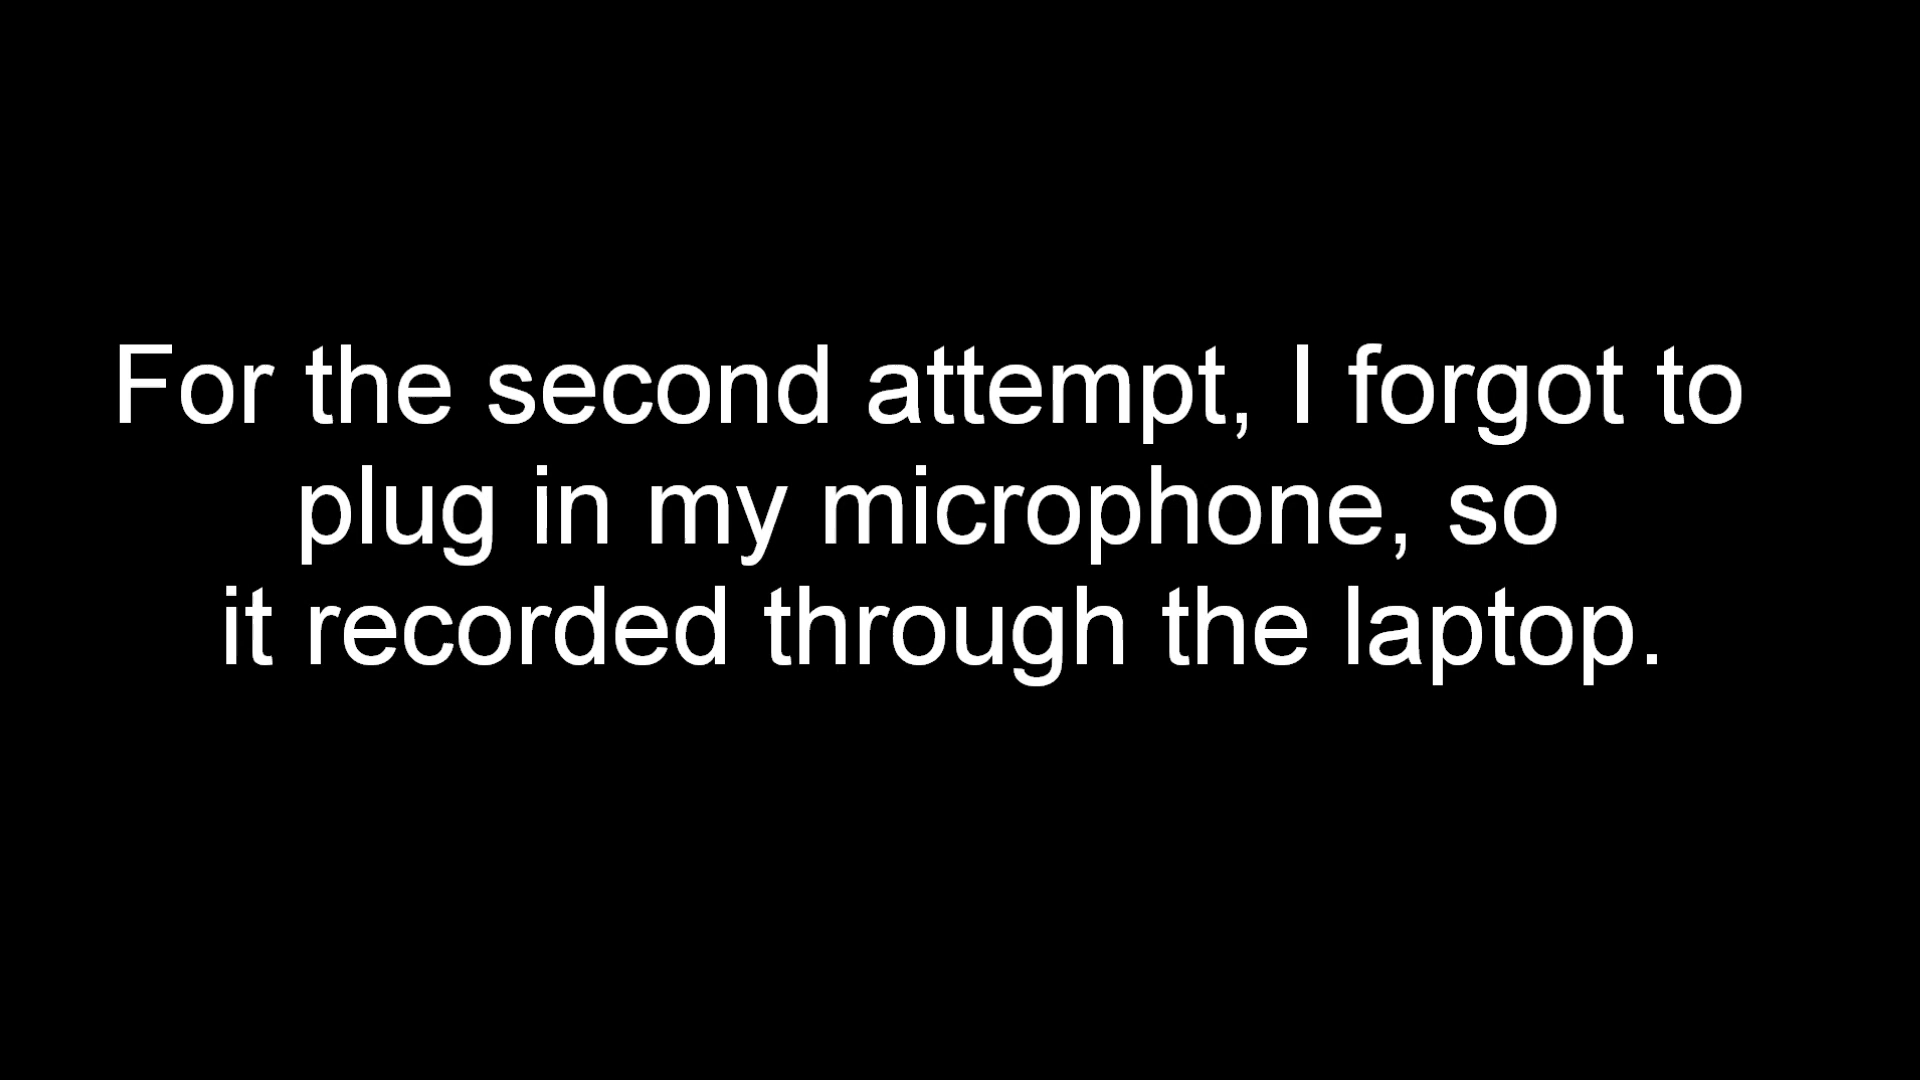 For the second attempt, I forgot to
plug in my microphone, so
it recorded through the laptop.